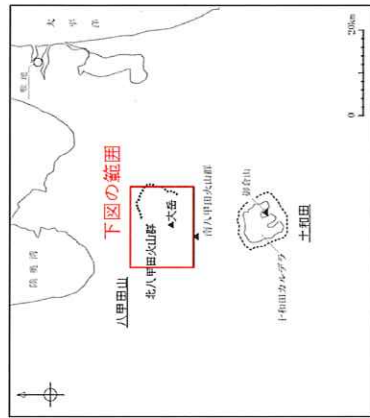 太平洋
陸奥湾
下図の範囲
八甲田山
北八甲田火山群
▲大岳
南八甲田火山群
御倉山
十和田
十和田カルデラ
0 20km